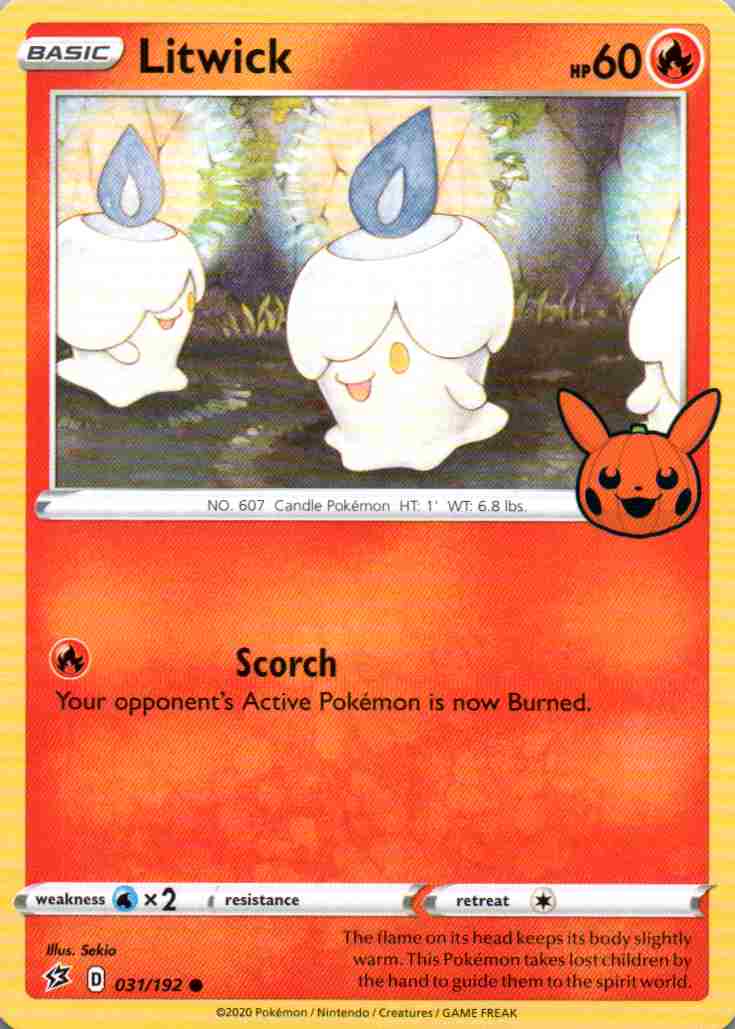 BASIC
Litwick
HP60
NO. 607 Candle Pokémon HT: 1' WT: 6.8 lbs.
Scorch
Your opponent's Active Pokémon is now Burned.
weakness ×2 resistance retreat
Illus. Sekio
The flame on its head keeps its body slightly
warm. This Pokémon takes lost children by
the hand to guide them to the spirit world.
D 031/192
©2020 Pokémon / Nintendo / Creatures / GAME FREAK